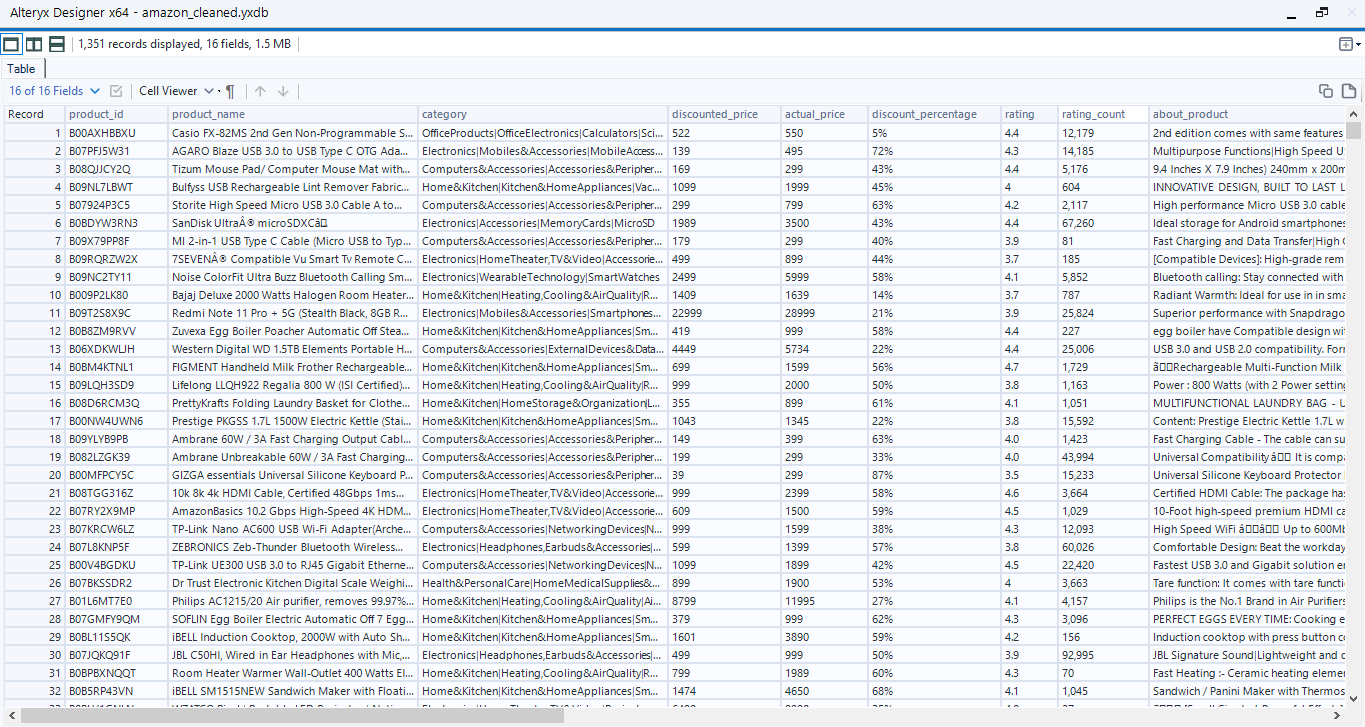 Alteryx Designer x64 - amazon_cleaned.yxdb
1,351 records displayed, 16 fields, 1.5 MB
Table
16 of 16 Fields Cell Viewer ¶
Record product_id product_name category discounted_price actual_price discount_percentage rating rating_count about_product
1 B00AXHBBXU Casio FX-82MS 2nd Gen Non-Programmable S... OfficeProducts|OfficeElectronics|Calculators|Sci... 522 550 5% 4.4 12,179 2nd edition comes with same features
2 B07PFJ5W31 AGARO Blaze USB 3.0 to USB Type C OTG Ada... Electronics|Mobiles&Accessories|MobileAccess... 139 495 72% 4.3 14,185 Multipurpose Functions|High Speed U
3 B08QJJCY2Q Tizum Mouse Pad/ Computer Mouse Mat with... Computers&Accessories|Accessories&Peripher... 169 299 43% 4.4 5,176 9.4 Inches X 7.9 Inches) 240mm x 200m
4 B09NL7LBWT Bulfyss USB Rechargeable Lint Remover Fabric... Home&Kitchen|Kitchen&HomeAppliances|Vac... 1099 1999 45% 4 604 INNOVATIVE DESIGN, BUILT TO LAST L
5 B07924P3C5 Storite High Speed Micro USB 3.0 Cable A to... Computers&Accessories|Accessories&Peripher... 299 799 63% 4.2 2,117 High performance Micro USB 3.0 cable
6 B0BDYW3RN3 SanDisk UltraÂ® microSDXCâ Electronics|Accessories|MemoryCards|MicroSD 1989 3500 43% 4.4 67,260 Ideal storage for Android smartphones
7 B09X79PP8F MI 2-in-1 USB Type C Cable (Micro USB to Typ... Computers&Accessories|Accessories&Peripher... 179 299 40% 3.9 81 Fast Charging and Data Transfer|High
8 B09RQRZW2X 7SEVENÂ® Compatible Vu Smart Tv Remote C... Electronics|HomeTheater,TV&Video|Accessorie... 499 899 44% 3.7 185 [Compatible Devices]: High-grade rem
9 B09NC2TY11 Noise ColorFit Ultra Buzz Bluetooth Calling Sm... Electronics|WearableTechnology|SmartWatches 2499 5999 58% 4.1 5,852 Bluetooth calling: Stay connected with
10 B009P2LK80 Bajaj Deluxe 2000 Watts Halogen Room Heater... Home&Kitchen|Heating,Cooling&AirQuality|R... 1409 1639 14% 3.7 787 Radiant Warmth: Ideal for use in in sma
11 B09T2S8X9C Redmi Note 11 Pro + 5G (Stealth Black, 8GB R... Electronics|Mobiles&Accessories|Smartphones... 22999 28999 21% 3.9 25,824 Superior performance with Snapdrago
12 B0B8ZM9RVV Zuvexa Egg Boiler Poacher Automatic Off Stea... Home&Kitchen|Kitchen&HomeAppliances|Sm... 419 999 58% 4.4 227 egg boiler have Compatible design wi
13 B06XDKWLJH Western Digital WD 1.5TB Elements Portable H... Computers&Accessories|ExternalDevices&Data... 4449 5734 22% 4.4 25,006 USB 3.0 and USB 2.0 compatibility. For
14 B0BM4KTNL1 FIGMENT Handheld Milk Frother Rechargeable... Home&Kitchen|Kitchen&HomeAppliances|Sm... 699 1599 56% 4.7 1,729 ãRechargeable Multi-Function Milk
15 B09LQH3SD9 Lifelong LLQH922 Regalia 800 W (ISI Certified)... Home&Kitchen|Heating,Cooling&AirQuality|R... 999 2000 50% 3.8 1,163 Power : 800 Watts (with 2 Power setting
16 B08D6RCM3Q PrettyKrafts Folding Laundry Basket for Clothe... Home&Kitchen|HomeStorage&Organization|L... 355 899 61% 4.1 1,051 MULTIFUNCTIONAL LAUNDRY BAG - U
17 B00NW4UWN6 Prestige PKGSS 1.7L 1500W Electric Kettle (Stai... Home&Kitchen|Kitchen&HomeAppliances|Sm... 1043 1345 22% 3.8 15,592 Content: Prestige Electric Kettle 1.7L w
18 B09YLYB9PB Ambrane 60W / 3A Fast Charging Output Cabl... Computers&Accessories|Accessories&Peripher... 149 399 63% 4.0 1,423 Fast Charging Cable - The cable can su
19 B082LZGK39 Ambrane Unbreakable 60W / 3A Fast Charging... Computers&Accessories|Accessories&Peripher... 199 299 33% 4.0 43,994 Universal Compatibility â It is comp
20 B00MFPCY5C GIZGA essentials Universal Silicone Keyboard P... Computers&Accessories|Accessories&Peripher... 39 299 87% 3.5 15,233 Universal Silicone Keyboard Protector
21 B08TGG316Z 10k 8k 4k HDMI Cable, Certified 48Gbps 1ms... Electronics|HomeTheater,TV&Video|Accessorie... 999 2399 58% 4.6 3,664 Certified HDMI Cable: The package has
22 B07RY2X9MP AmazonBasics 10.2 Gbps High-Speed 4K HDM... Electronics|HomeTheater,TV&Video|Accessorie... 609 1500 59% 4.5 1,029 10-Foot high-speed premium HDMI ca
23 B07KRCW6LZ TP-Link Nano AC600 USB Wi-Fi Adapter(Arche... Computers&Accessories|NetworkingDevices|N... 999 1599 38% 4.3 12,093 High Speed WiFi ââ Up to 600Mb
24 B07L8KNP5F ZEBRONICS Zeb-Thunder Bluetooth Wireless... Electronics|Headphones,Earbuds&Accessories|... 599 1399 57% 3.8 60,026 Comfortable Design: Beat the workday
25 B00V4BGDKU TP-Link UE300 USB 3.0 to RJ45 Gigabit Etherne... Computers&Accessories|NetworkingDevices|N... 1099 1899 42% 4.5 22,420 Fastest USB 3.0 and Gigabit solution en
26 B07BKSSDR2 Dr Trust Electronic Kitchen Digital Scale Weighi... Health&PersonalCare|HomeMedicalSupplies&... 899 1900 53% 4 3,663 Tare function: It comes with tare functi
27 B01L6MT7E0 Philips AC1215/20 Air purifier, removes 99.97%... Home&Kitchen|Heating,Cooling&AirQuality|Ai... 8799 11995 27% 4.1 4,157 Philips is the No.1 Brand in Air Purifiers
28 B07GMFY9QM SOFLIN Egg Boiler Electric Automatic Off 7 Egg... Home&Kitchen|Kitchen&HomeAppliances|Sm... 379 999 62% 4.3 3,096 PERFECT EGGS EVERY TIME: Cooking e
29 B0BL11S5QK iBELL Induction Cooktop, 2000W with Auto Sh... Home&Kitchen|Kitchen&HomeAppliances|Sm... 1601 3890 59% 4.2 156 Induction cooktop with press button c
30 B07JQKQ91F JBL C50HI, Wired in Ear Headphones with Mic,... Electronics|Headphones,Earbuds&Accessories|... 499 999 50% 3.9 92,995 JBL Signature Sound|Lightweight and c
31 B0BPBXNQQT Room Heater Warmer Wall-Outlet 400 Watts El... Home&Kitchen|Heating,Cooling&AirQuality|R... 799 1989 60% 4.3 70 Fast Heating :- Ceramic heating elemen
32 B0B5RP43VN iBELL SM1515NEW Sandwich Maker with Floati... Home&Kitchen|Kitchen&HomeAppliances|Sm... 1474 4650 68% 4.1 1,045 Sandwich / Panini Maker with Thermos